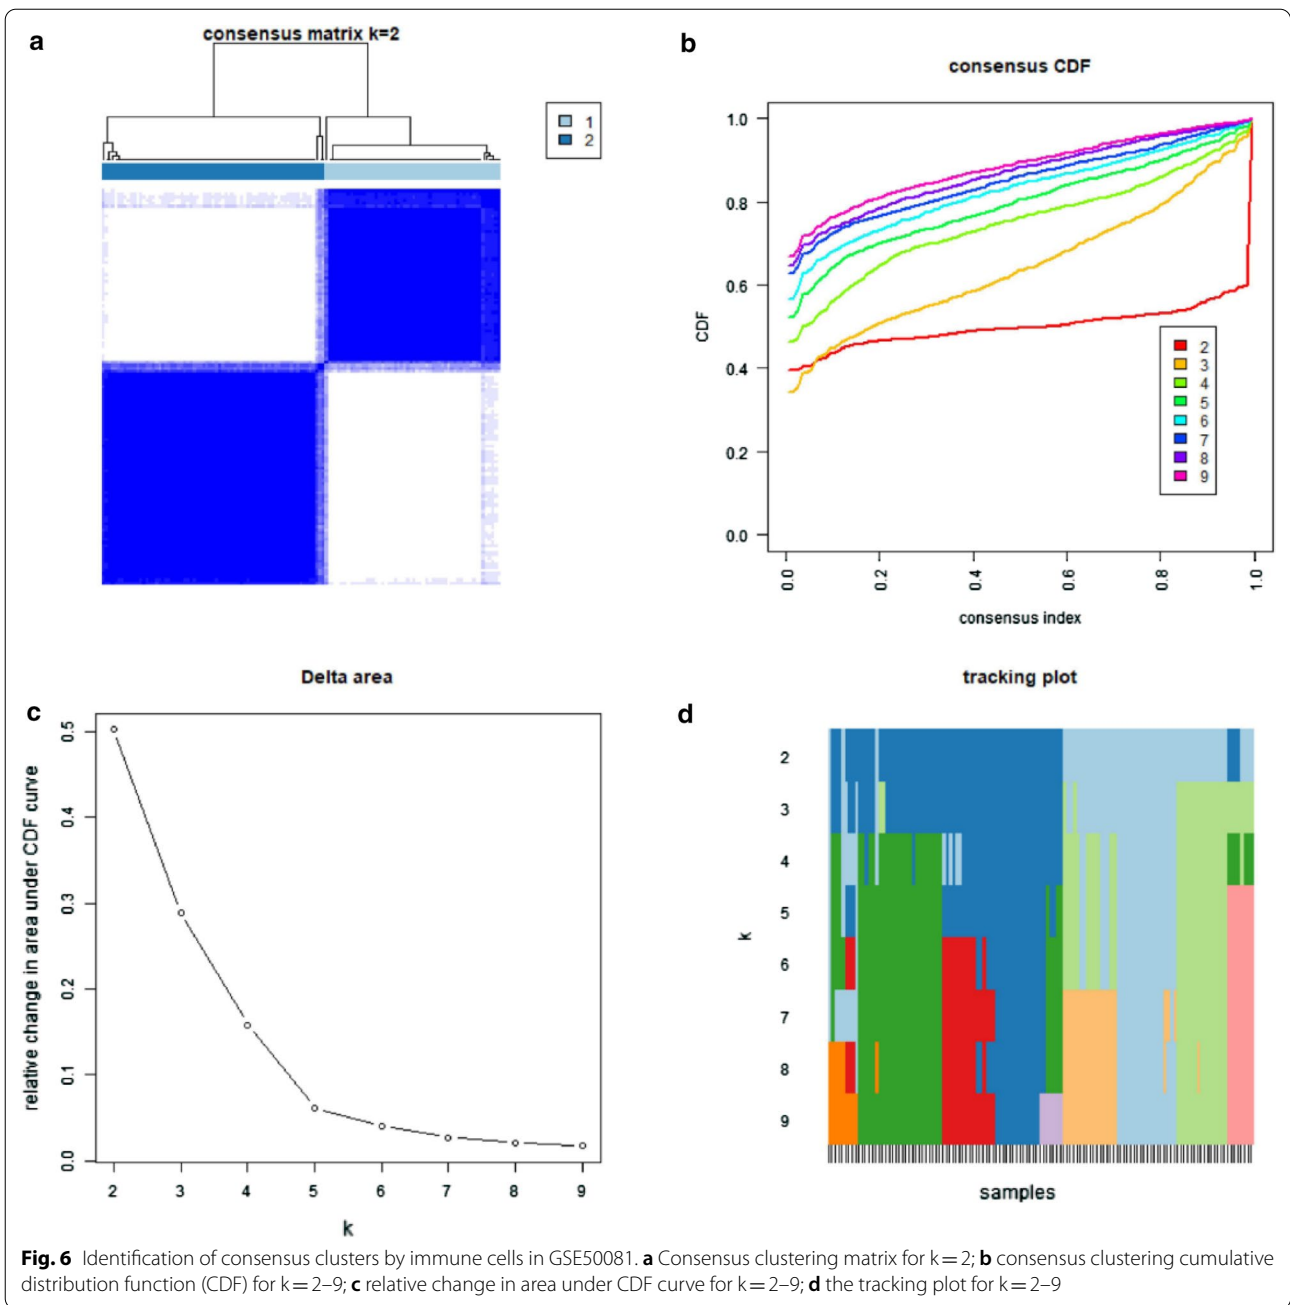 a
consensus matrix k=2
1
2
b
consensus CDF
CDF
1.0
0.8
0.6
0.4
0.2
0.0
2
3
4
5
6
7
8
9
0.0
0.2
0.4
0.6
0.8
1.0
consensus index
Delta area
c
relative change in area under CDF curve
0.5
0.4
0.3
0.2
0.1
0.0
2
3
4
5
6
7
8
9
k
tracking plot
d
k
2
3
4
5
6
7
8
9
samples
Fig. 6 Identification of consensus clusters by immune cells in GSE50081. a Consensus clustering matrix for k = 2; b consensus clustering cumulative
distribution function (CDF) for k = 2–9; c relative change in area under CDF curve for k = 2–9; d the tracking plot for k = 2–9